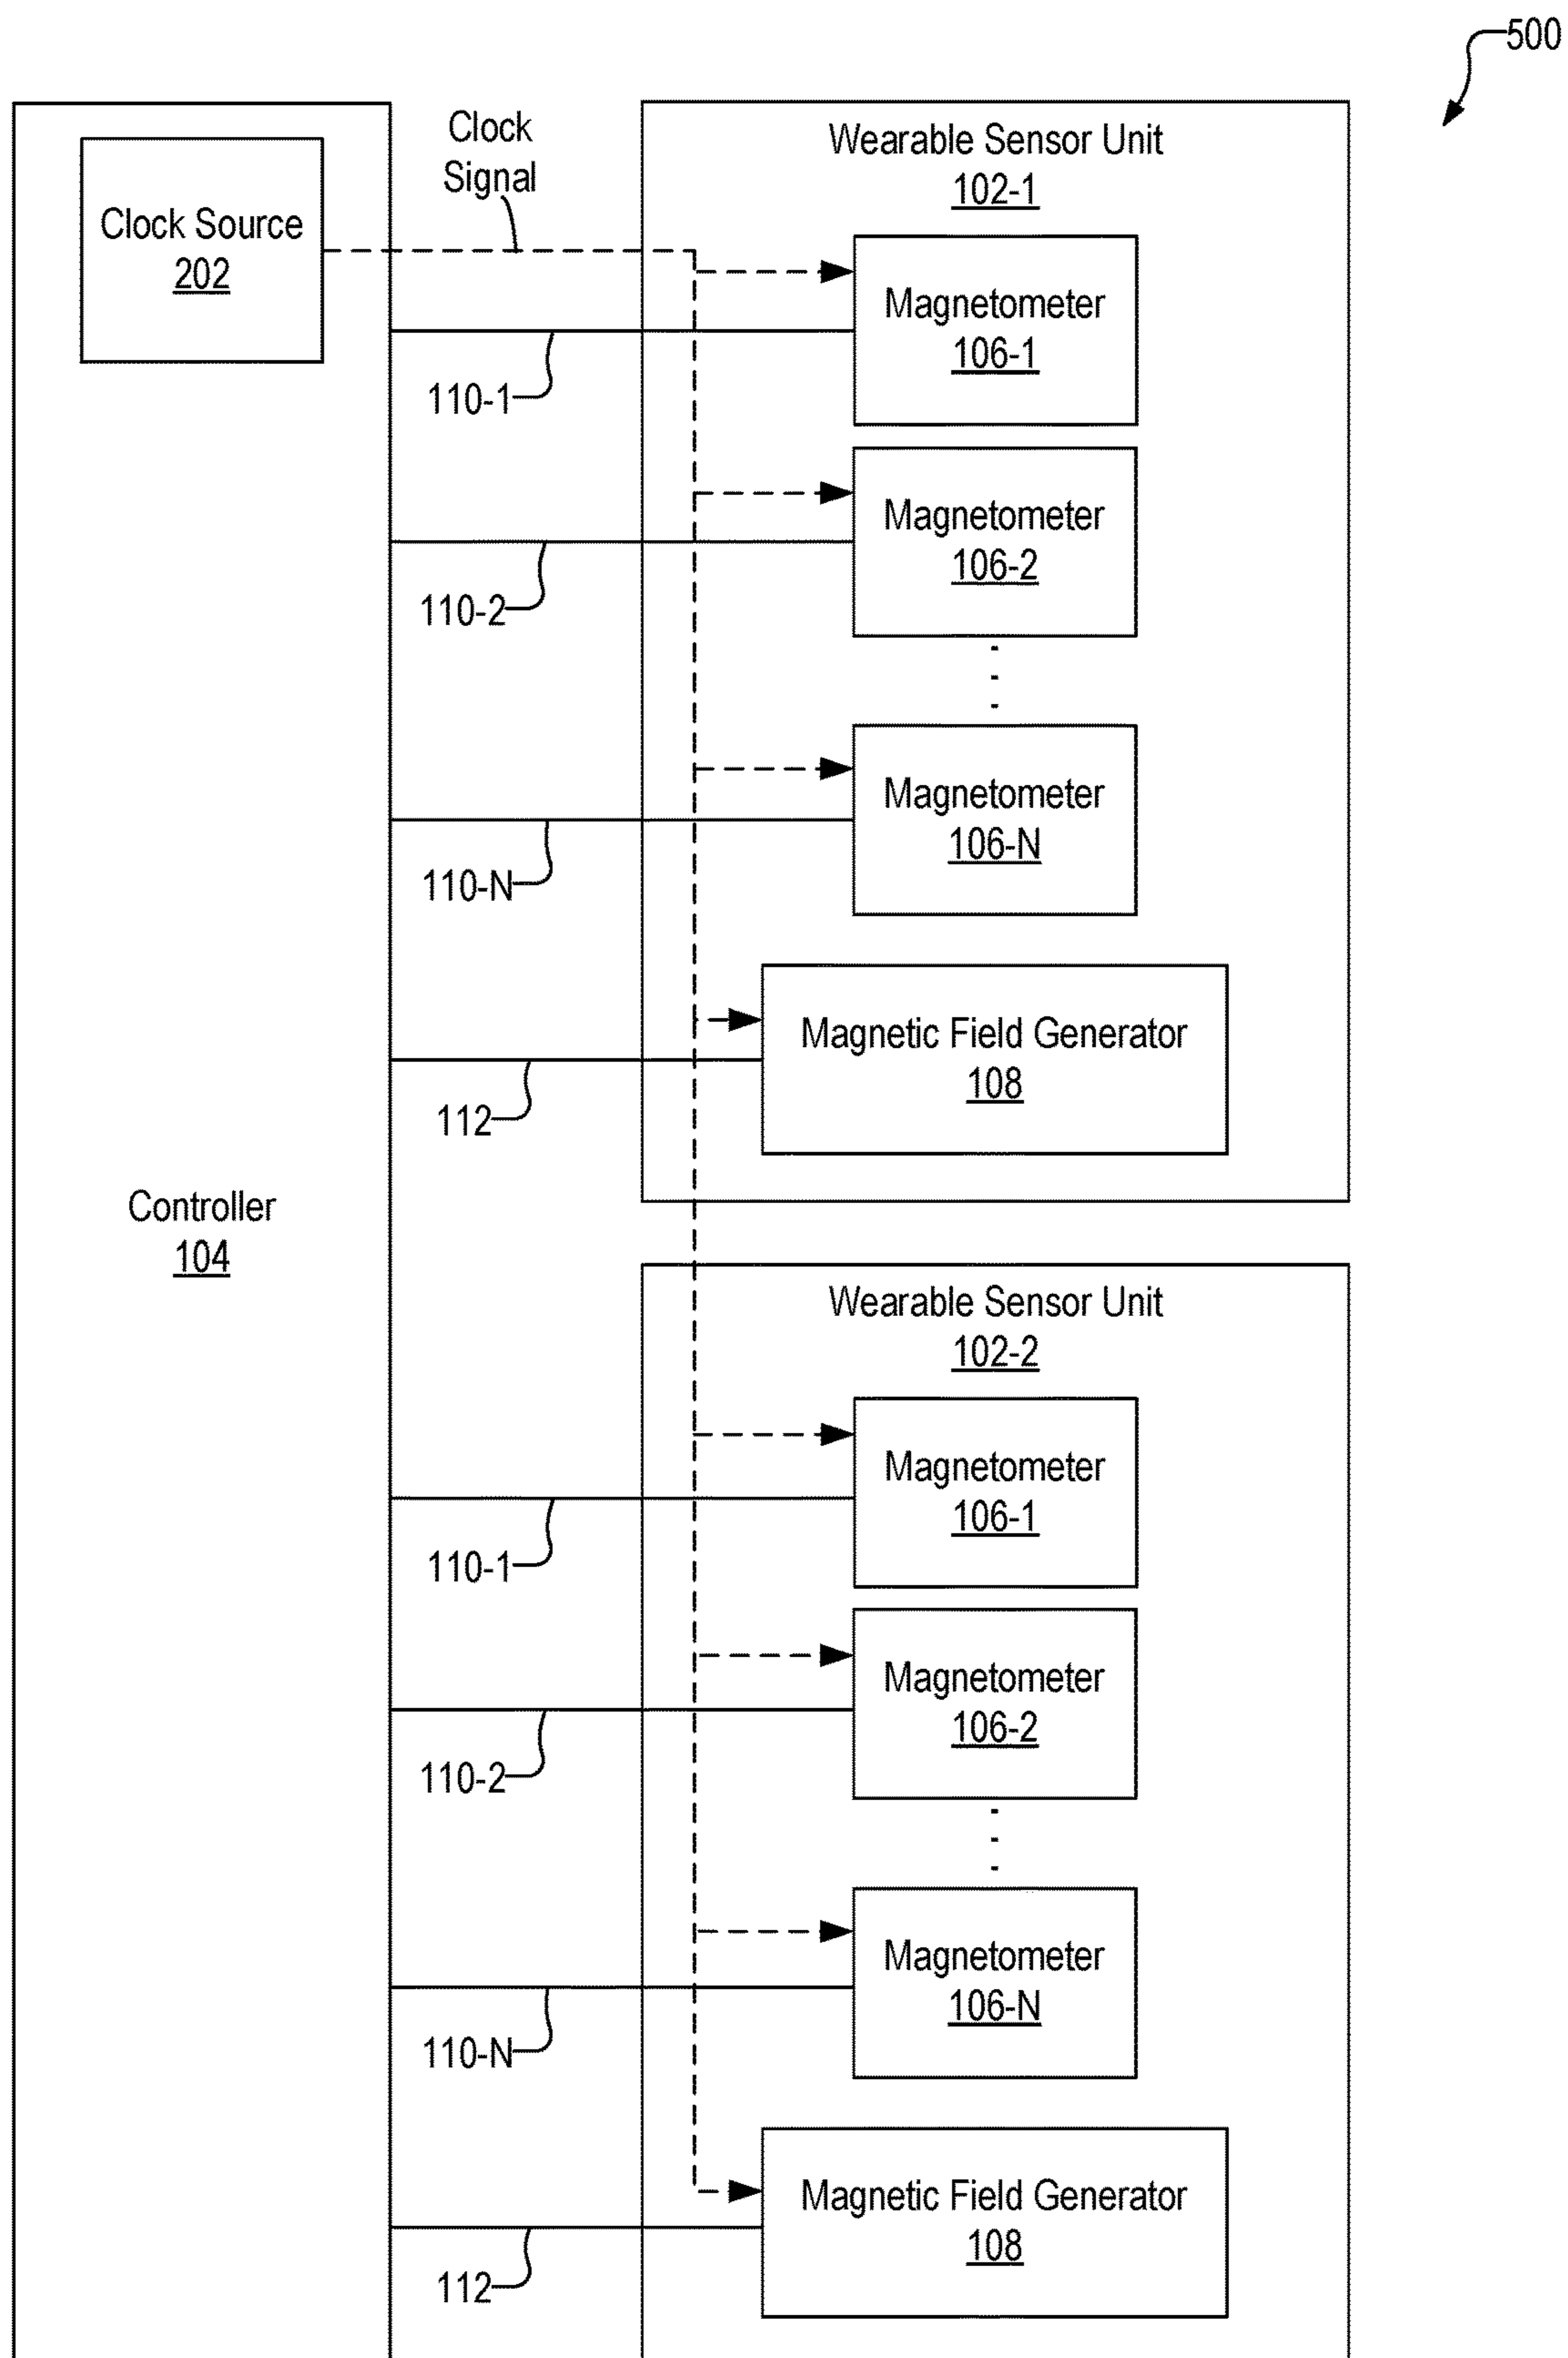 500
Clock
Signal
Clock Source
202
Wearable Sensor Unit
102-1
Magnetometer
106-1
110-1
Magnetometer
106-2
110-2
Magnetometer
106-N
110-N
Magnetic Field Generator
108
112
Controller
104
Wearable Sensor Unit
102-2
Magnetometer
106-1
110-1
Magnetometer
106-2
110-2
Magnetometer
106-N
110-N
Magnetic Field Generator
108
112